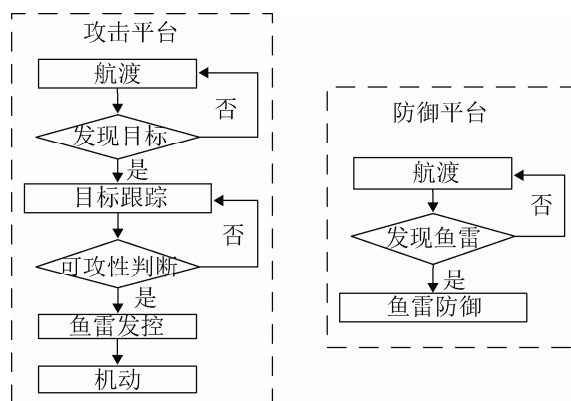 攻击平台
航渡
否
发现目标
是
目标跟踪
否
可攻性判断
是
鱼雷发控
机动
防御平台
航渡
否
发现鱼雷
是
鱼雷防御